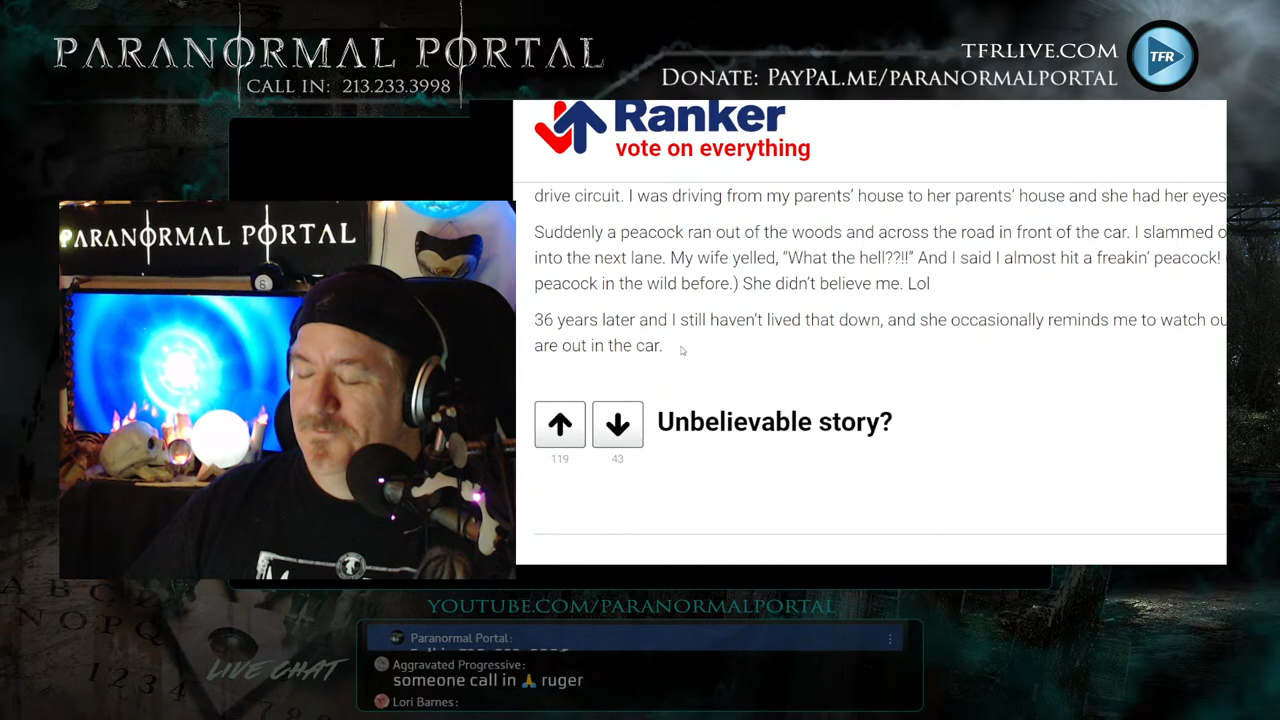 PARANORMAL PORTAL
CALL IN: 213.233.3998
TFRLIVE.COM
DONATE: PAYPAL.ME/PARANORMALPORTAL
TFR
Ranker
vote on everything
drive circuit. I was driving from my parents’ house to her parents’ house and she had her eyes
Suddenly a peacock ran out of the woods and across the road in front of the car. I slammed
into the next lane. My wife yelled, “What the hell??!!” And I said I almost hit a freakin’ peacock!
peacock in the wild before.) She didn’t believe me. Lol
36 years later and I still haven’t lived that down, and she occasionally reminds me to watch
are out in the car.
Unbelievable story?
119 43
PARANORMAL PORTAL
6
YOUTUBE.COM/PARANORMALPORTAL
Paranormal Portal:
Aggravated Progressive:
someone call in 🙏 ruger
Lori Barnes:
LIVE CHAT
A B C
N O P Q
1 2 3 4